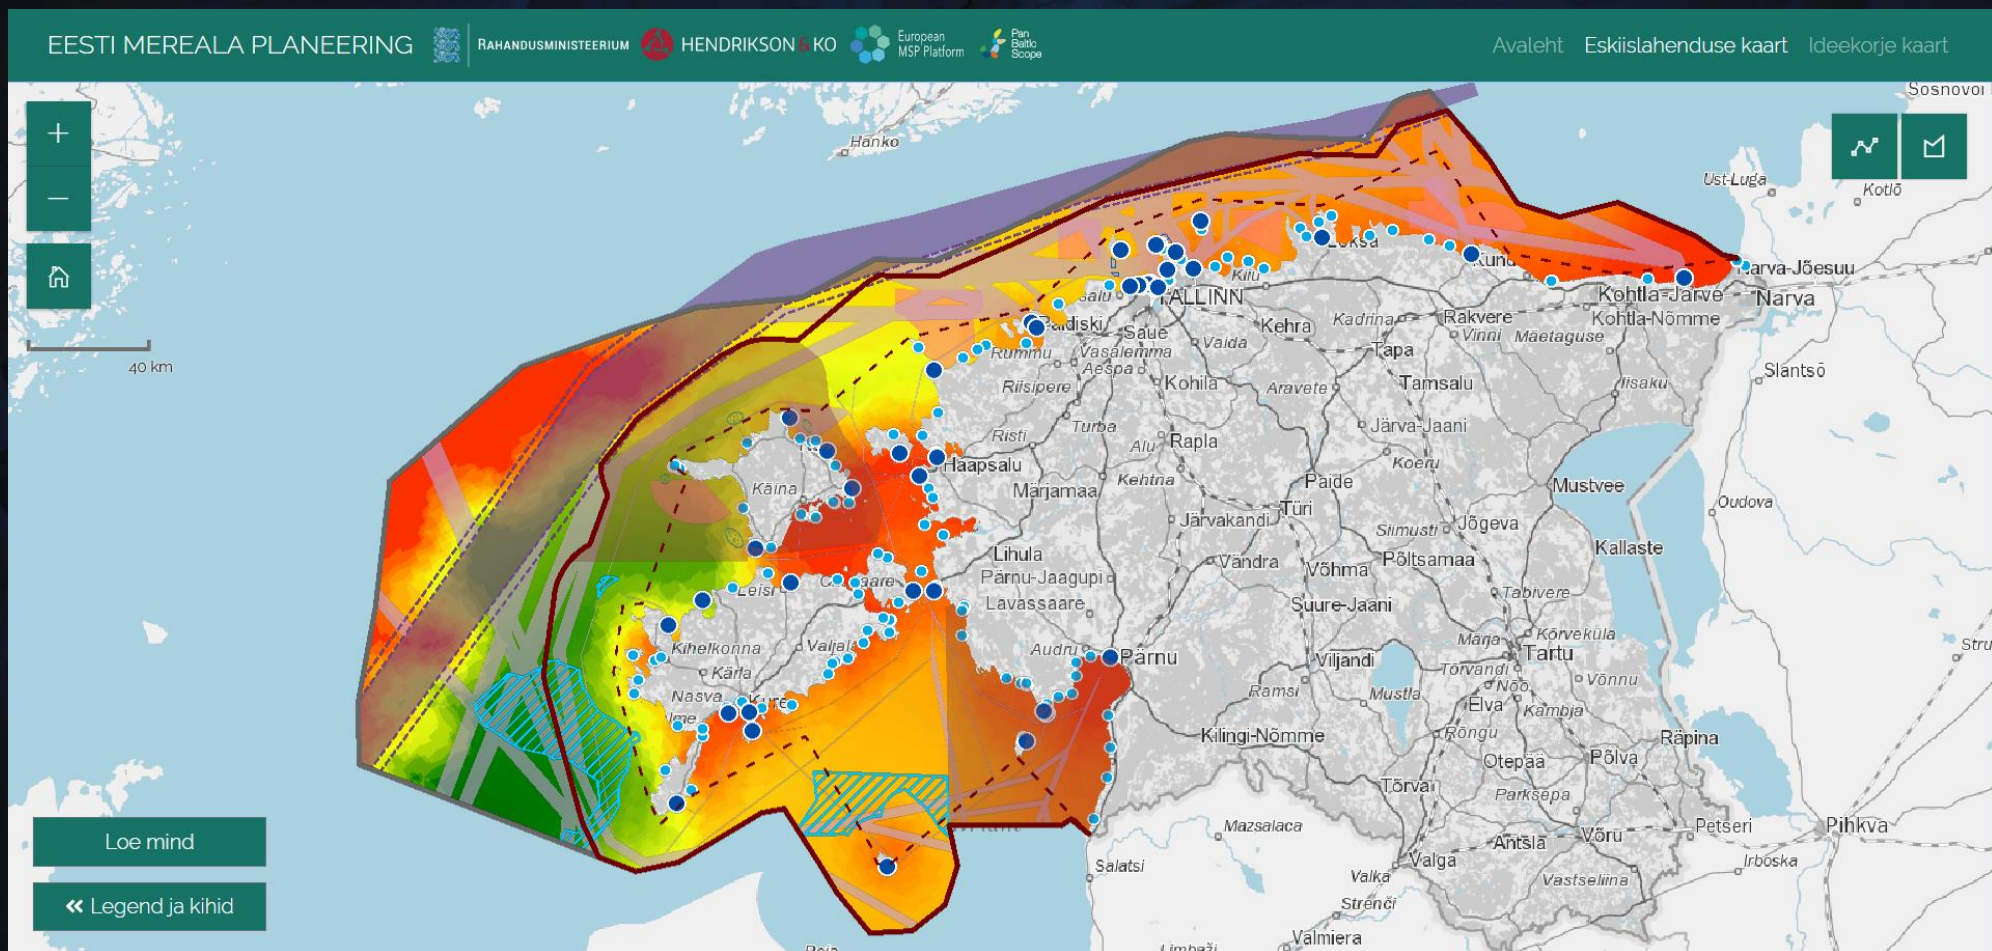 EESTI MEREALA PLANEERING
RAHANDUSMINISTEERIUM
HENDRIKSON & KO
European
MSP Platform
Pan
Baltic
Scope
Avaleht
Eskiislahenduse kaart
Ideekorje kaart
Hanko
Ust-Luga
Kotlõ
Narva-Jõesuu
Kiiu
TALLINN
Kohtla-Järve
Narva
Kohtla-Nõmme
Saue
Kehra
Kadrina
Rakvere
Vinni
Mäetaguse
40 km
Rummu
Vasalemma
Vaida
Tapa
Aespa
Slantsõ
Riisipere
Kohila
Aravete
Tamsalu
Iisaku
Turba
Risti
Alu
Rapla
Järva-Jaani
Haapsalu
Koeru
Käina
Märjamaa
Kehtna
Paide
Mustvee
Oudova
Järvakandi
Türi
Siimusti
Jõgeva
Lihula
Vändra
Põltsamaa
Kallaste
Pärnu-Jaagupi
Võhma
Leisi
Lavassaare
Suure-Jaani
Tabivere
Kihelkonna
Valjala
Audru
Pärnu
Viljandi
Märja
Kõrveküla
Tartu
Kärla
Tõrvandi
Nõo
Võnnu
Nasva
Ramsi
Mustla
Elva
Kambja
Kilingi-Nõmme
Rõngu
Räpina
Otepää
Põlva
Tõrva
Parksepa
Loe mind
Mazsalaca
Antsla
Võru
Petseri
Pihkva
Salatsi
Valga
Irboska
Valka
Vastseliina
Legend ja kihid
Strenči
Valmiera
Limbaži